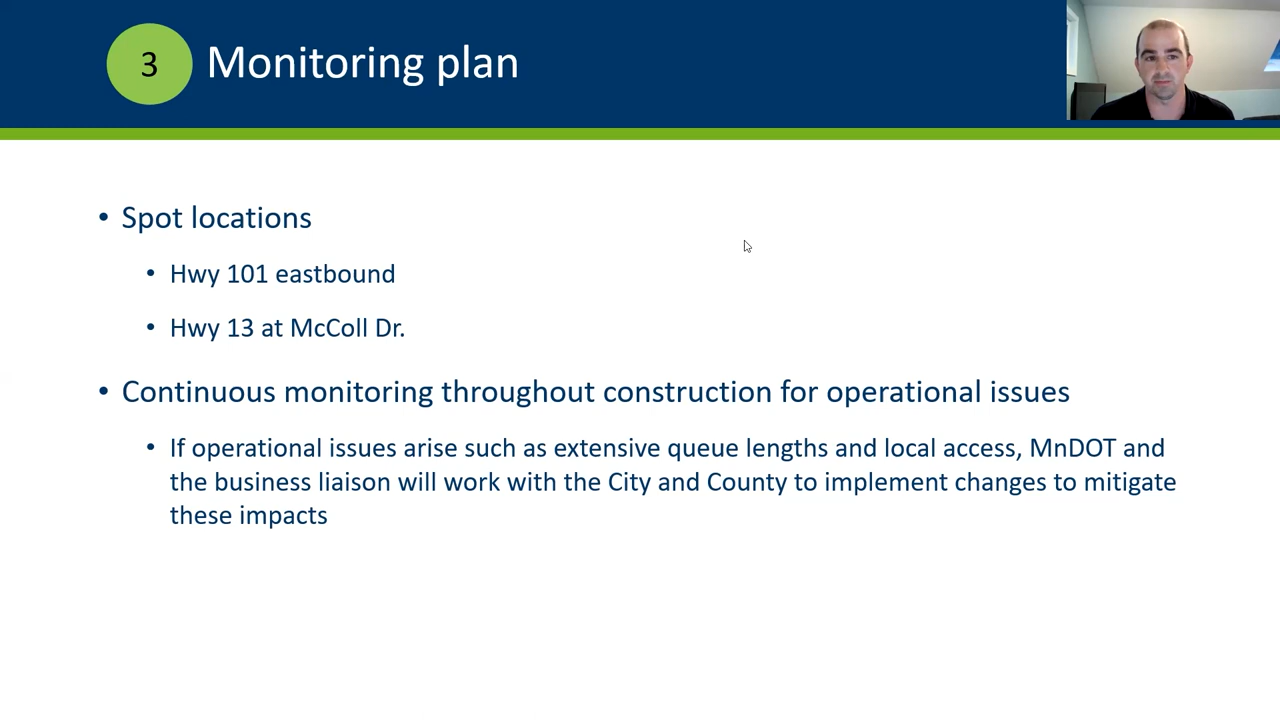 3
Monitoring plan
• Spot locations
• Hwy 101 eastbound
• Hwy 13 at McColl Dr.
• Continuous monitoring throughout construction for operational issues
• If operational issues arise such as extensive queue lengths and local access, MnDOT and
the business liaison will work with the City and County to implement changes to mitigate
these impacts